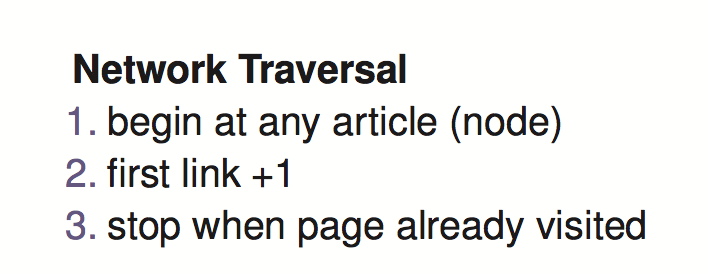 Network Traversal
1. begin at any article (node)
2. first link +1
3. stop when page already visited